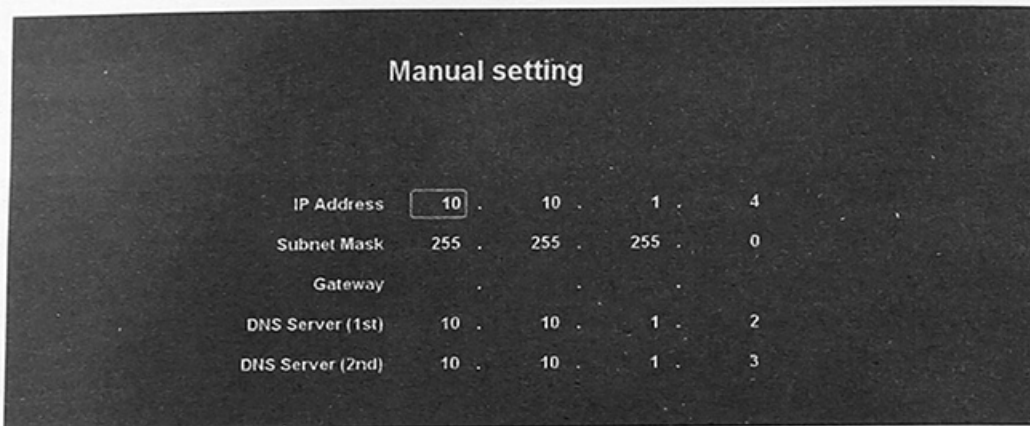 Manual setting
IP Address 10 . 10 . 1 . 4
Subnet Mask 255 . 255 . 255 . 0
Gateway . . .
DNS Server (1st) 10 . 10 . 1 . 2
DNS Server (2nd) 10 . 10 . 1 . 3